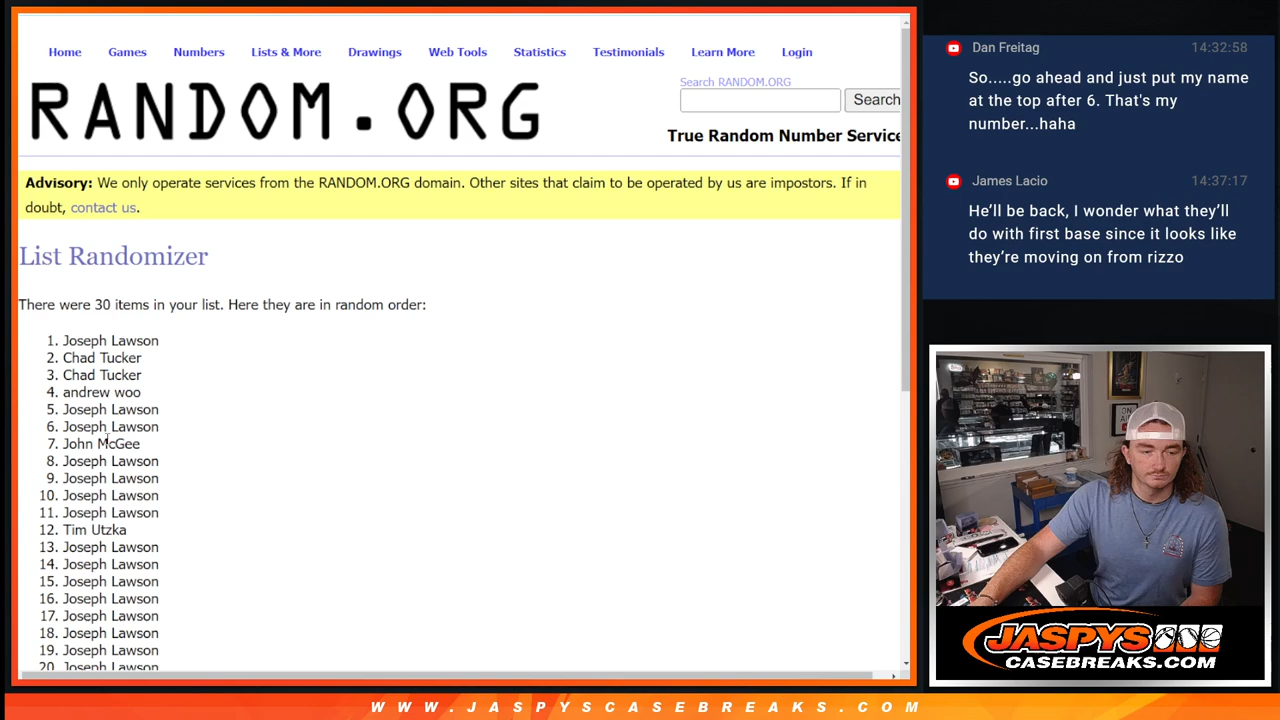 Home Games Numbers Lists & More Drawings Web Tools Statistics Testimonials Learn More Login
RANDOM.ORG
Search RANDOM.ORG
Search
True Random Number Service
Advisory: We only operate services from the RANDOM.ORG domain. Other sites that claim to be operated by us are impostors. If in
doubt, contact us.
List Randomizer
There were 30 items in your list. Here they are in random order:
1. Joseph Lawson
2. Chad Tucker
3. Chad Tucker
4. andrew woo
5. Joseph Lawson
6. Joseph Lawson
7. John McGee
8. Joseph Lawson
9. Joseph Lawson
10. Joseph Lawson
11. Joseph Lawson
12. Tim Utzka
13. Joseph Lawson
14. Joseph Lawson
15. Joseph Lawson
16. Joseph Lawson
17. Joseph Lawson
18. Joseph Lawson
19. Joseph Lawson
20. Joseph Lawson
Dan Freitag 14:32:58
So.....go ahead and just put my name
at the top after 6. That's my
number...haha
James Lacio 14:37:17
He'll be back, I wonder what they'll
do with first base since it looks like
they're moving on from rizzo
ON
JASPYS
CASEBREAKS.COM
WWW.JASPYSCASEBREAKS.COM